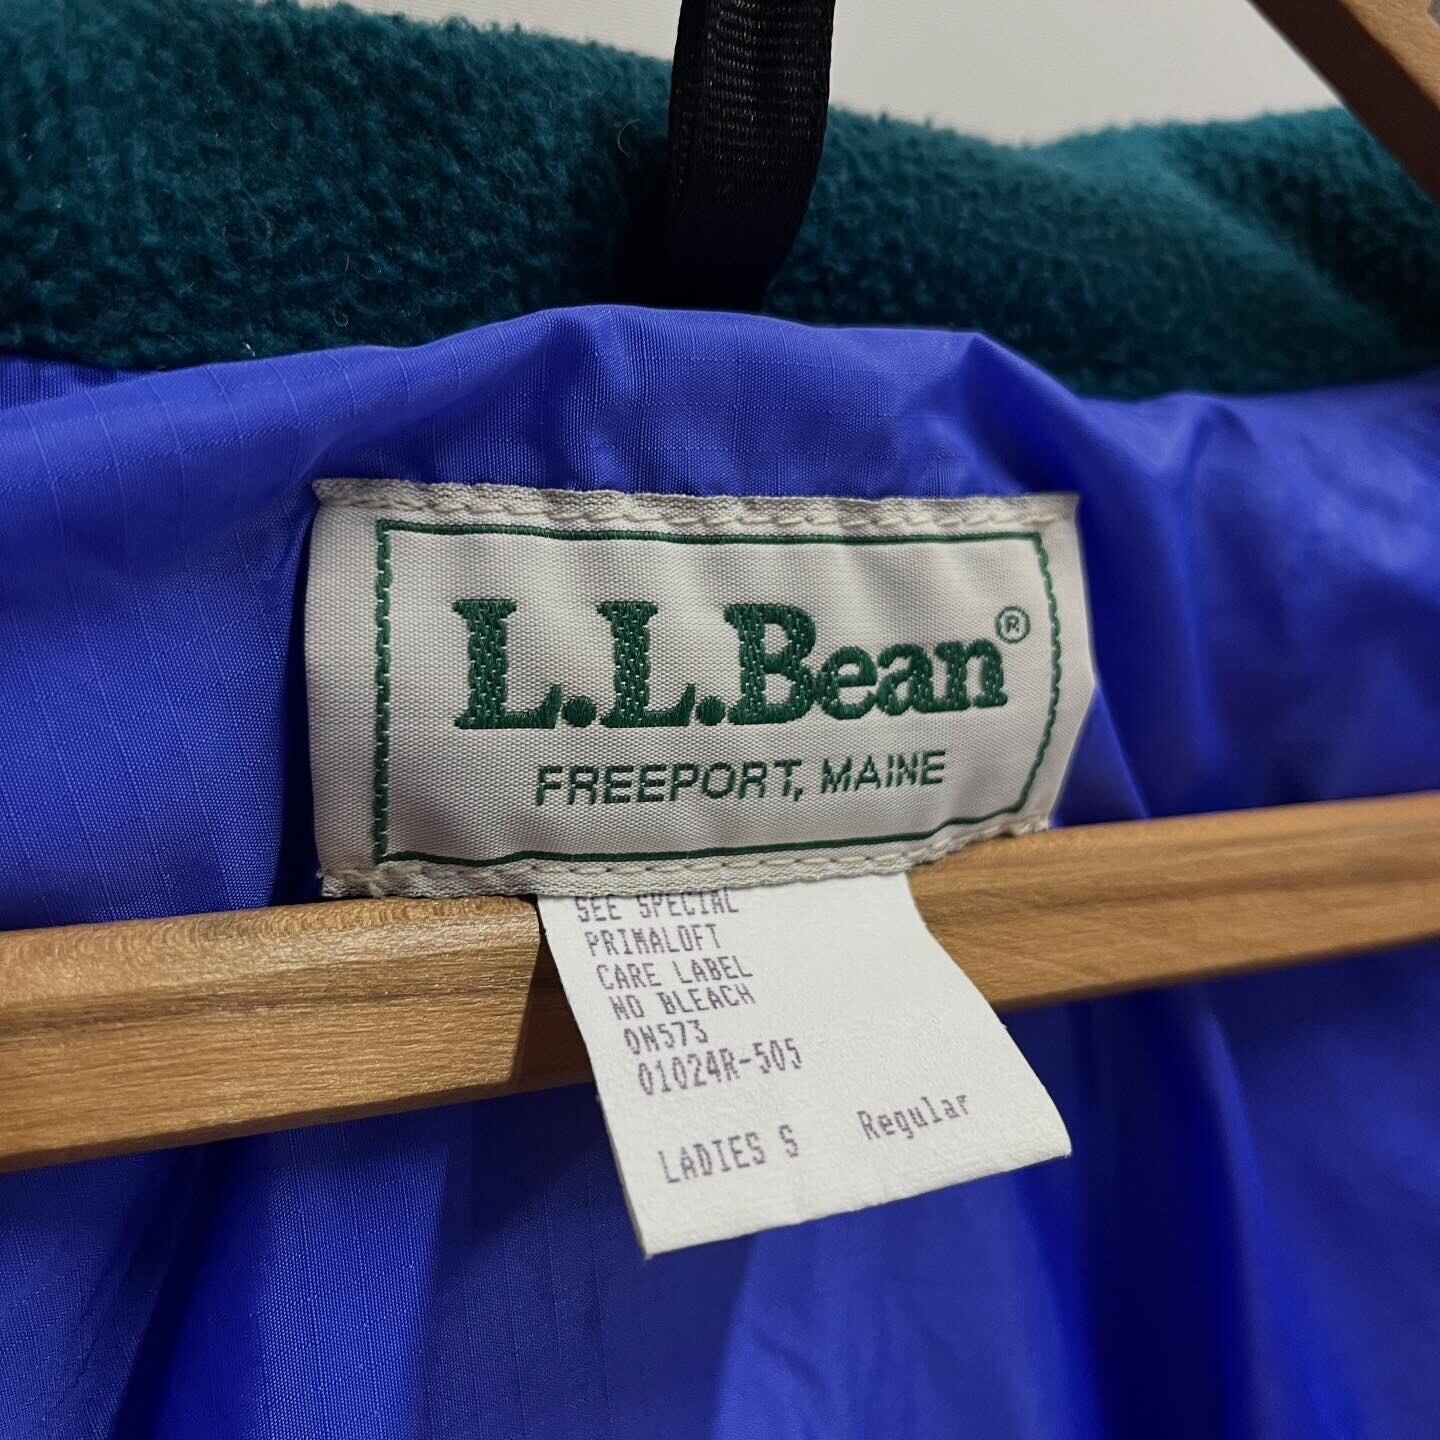 L.L.Bean®
FREEPORT, MAINE
SEE SPECIAL
PRIMALOFT
CARE LABEL
NO BLEACH
0N573
01024R-505
LADIES S Regular